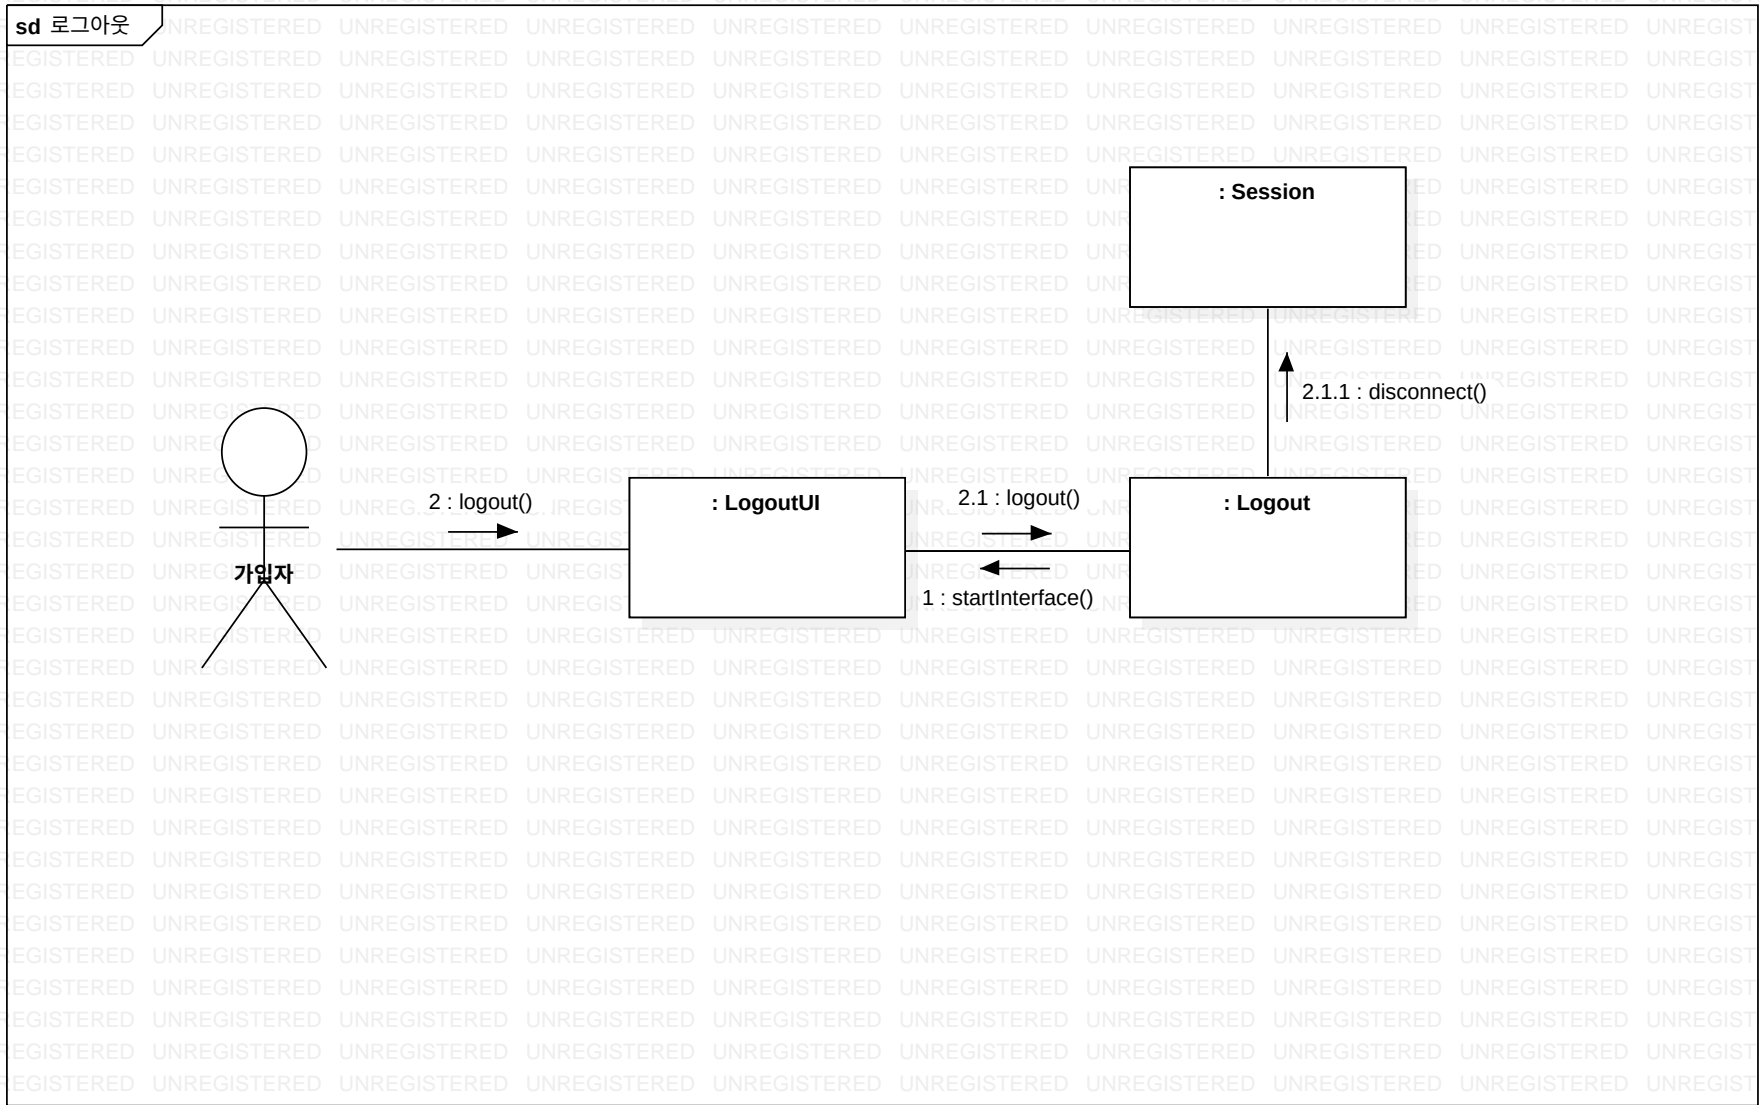 sd 로그아웃
: Session
2.1.1 : disconnect()
2 : logout()
: LogoutUI
2.1 : logout()
: Logout
가입자
1 : startInterface()
UNREGISTERED